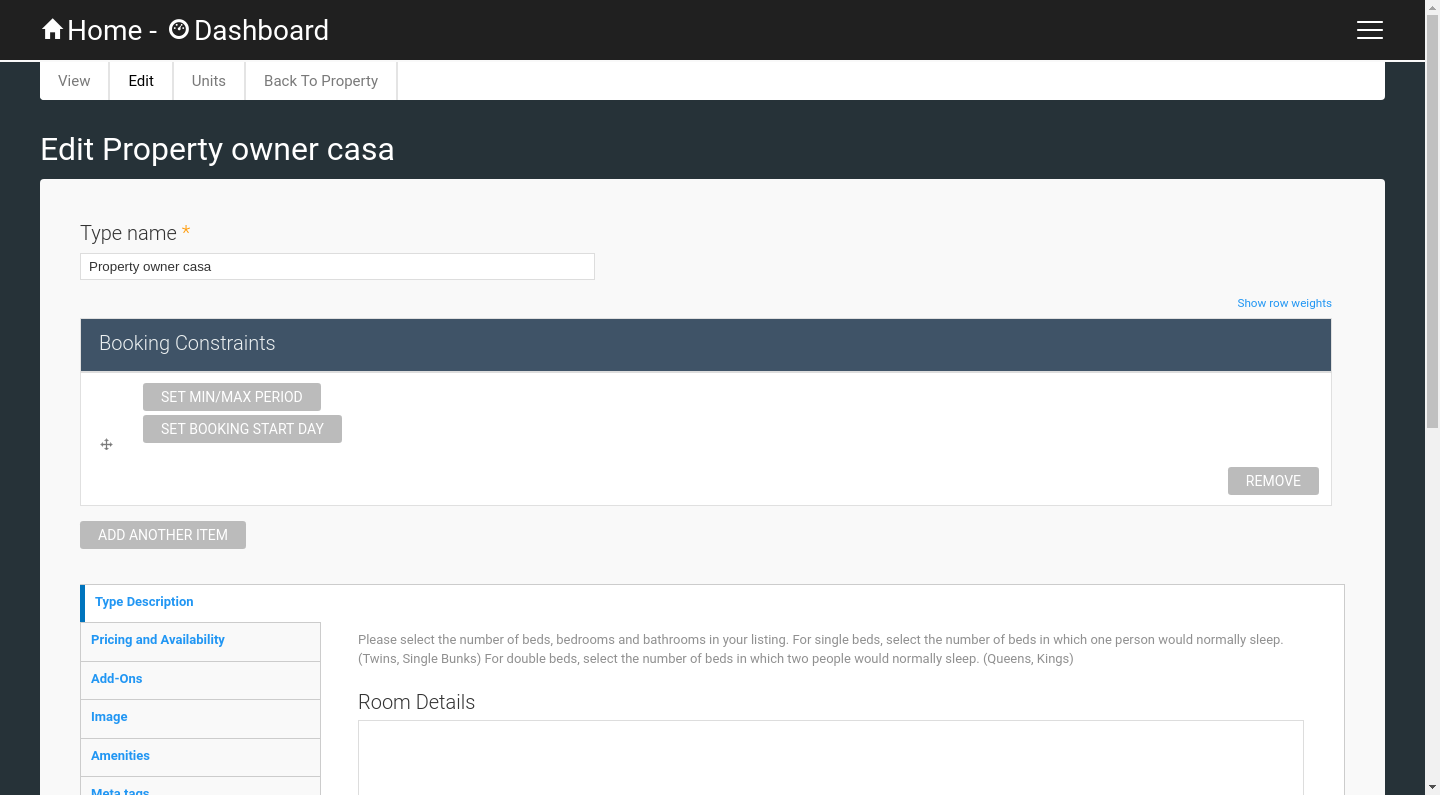 Home - Dashboard
View Edit Units Back To Property
Edit Property owner casa
Type name *
Property owner casa
Show row weights
Booking Constraints
SET MIN/MAX PERIOD
SET BOOKING START DAY
REMOVE
ADD ANOTHER ITEM
Type Description
Pricing and Availability
Add-Ons
Image
Amenities
Meta tags
Please select the number of beds, bedrooms and bathrooms in your listing. For single beds, select the number of beds in which one person would normally sleep.
(Twins, Single Bunks) For double beds, select the number of beds in which two people would normally sleep. (Queens, Kings)
Room Details